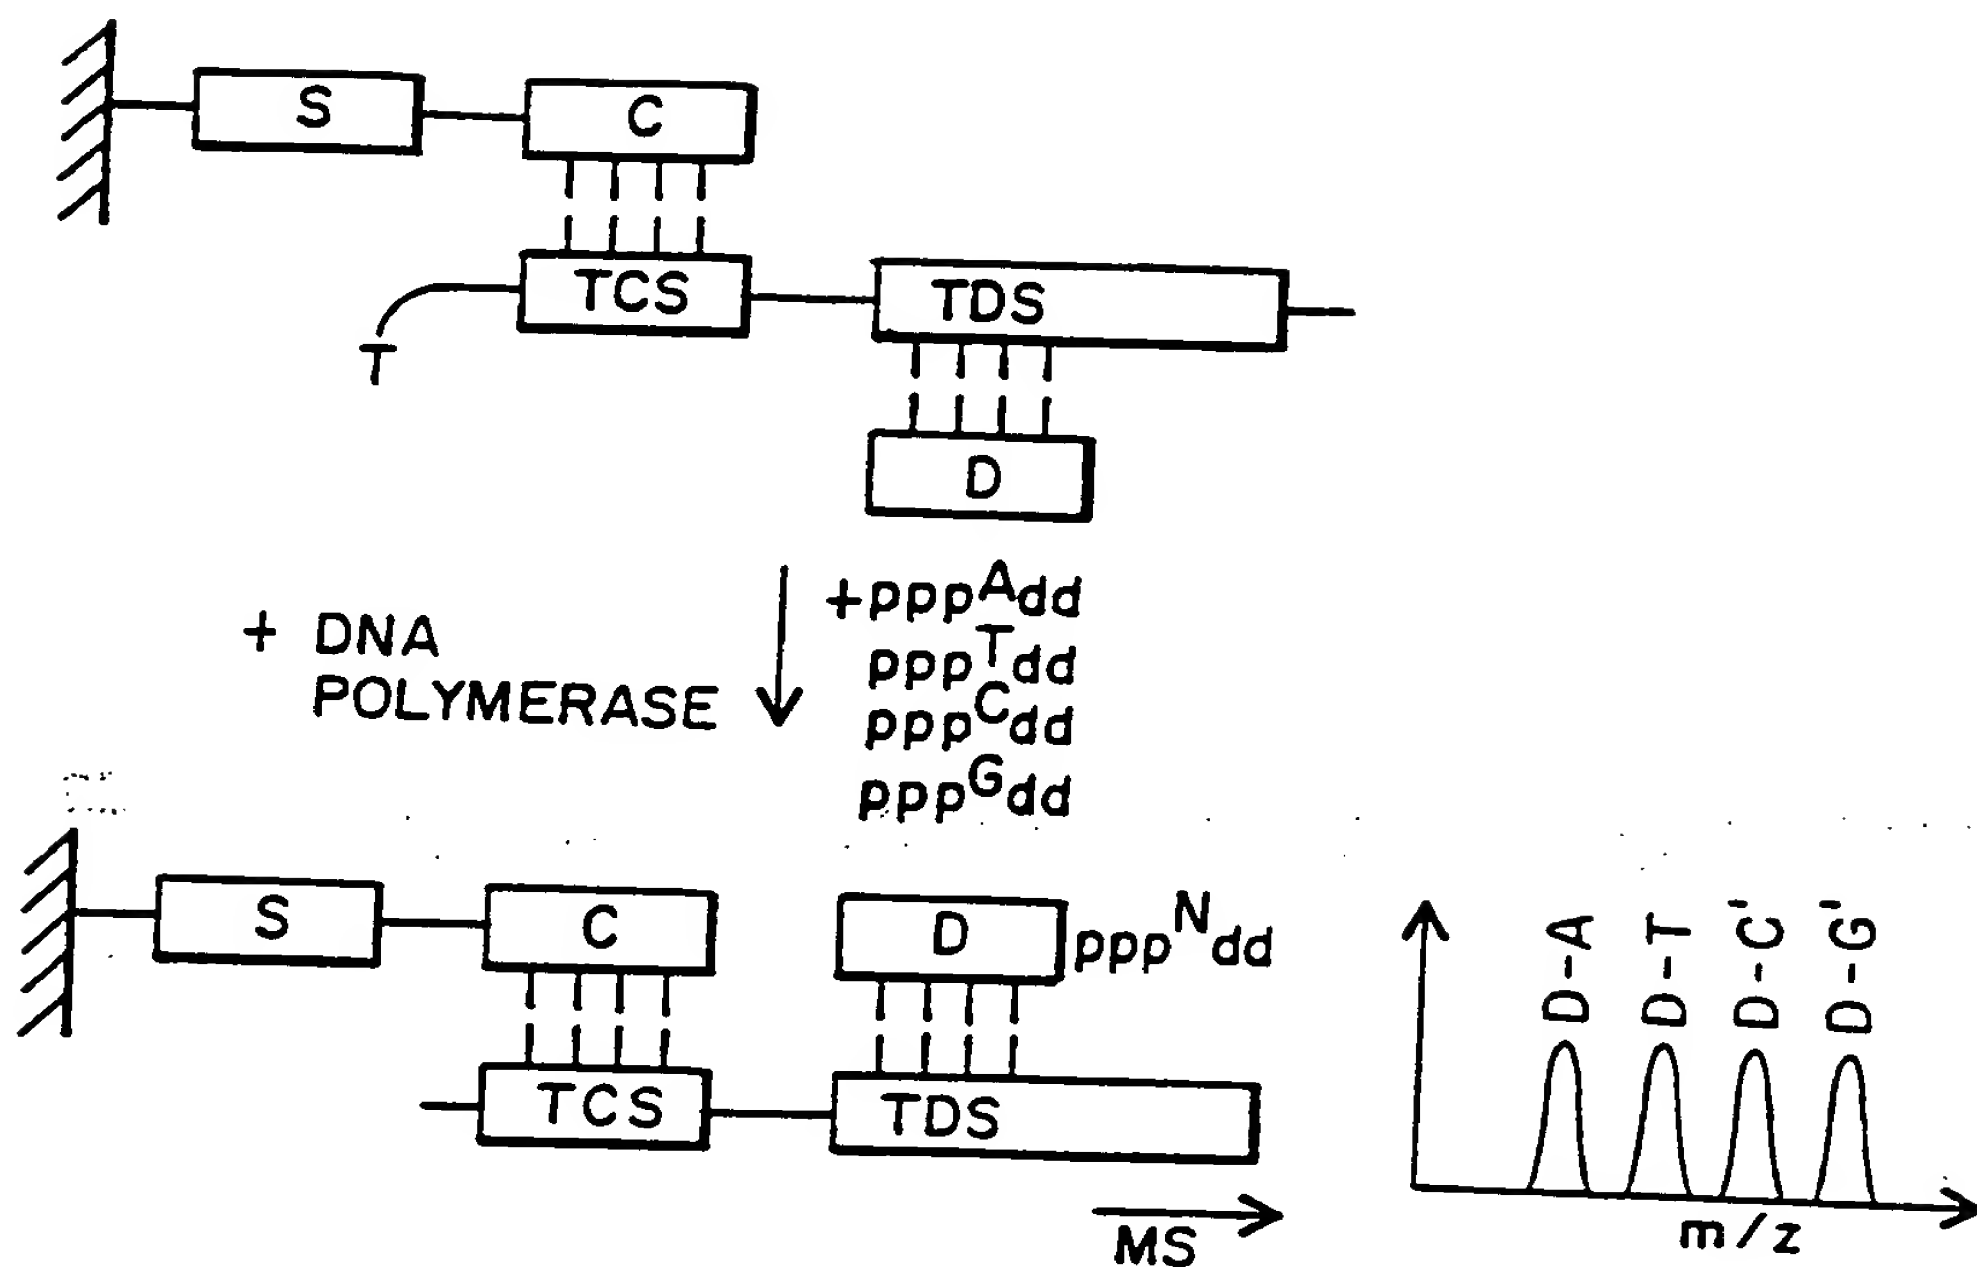 S
C
TCS
TDS
T
D
+ DNA
POLYMERASE
+pppAdd
pppTdd
pppCdd
pppGdd
S
C
D
pppNdd
TCS
TDS
MS
D-A
D-T
D-C'
D-G'
m/z